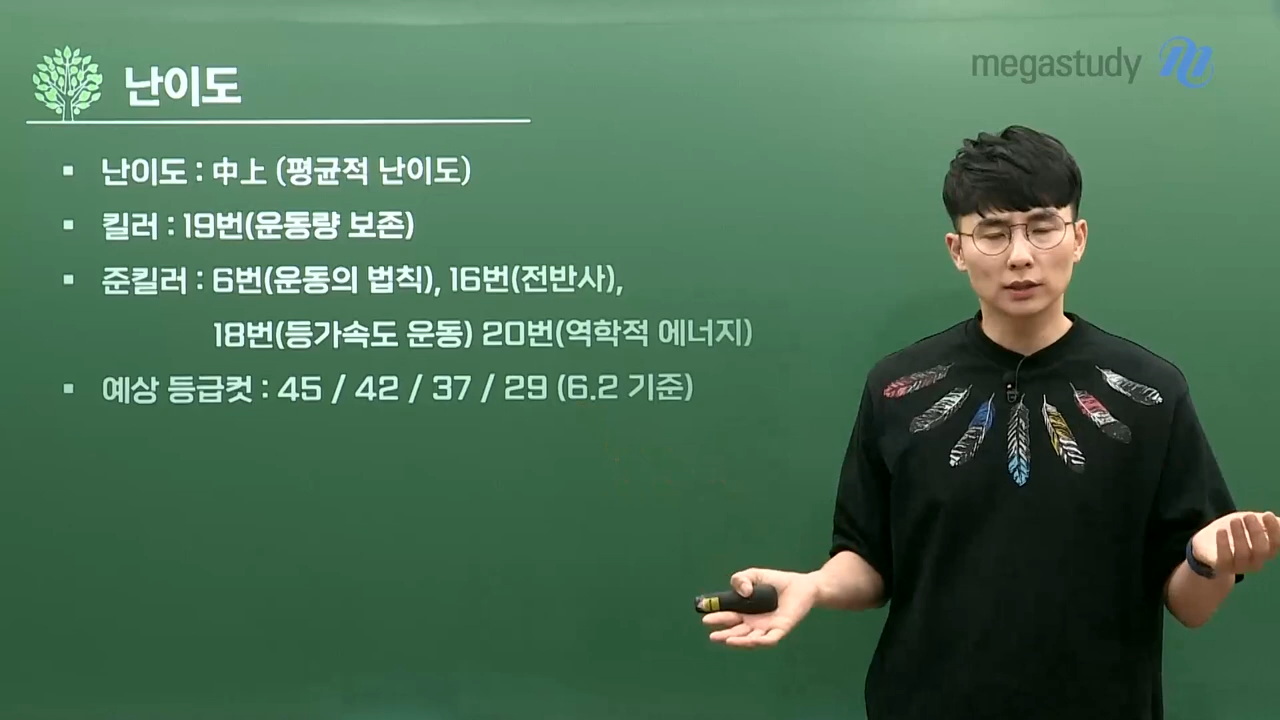 난이도
megastudy
▪ 난이도 : 中上 (평균적 난이도)
▪ 킬러 : 19번(운동량 보존)
▪ 준킬러 : 6번(운동의 법칙), 16번(전반사),
18번(등가속도 운동) 20번(역학적 에너지)
▪ 예상 등급컷 : 45 / 42 / 37 / 29 (6.2 기준)